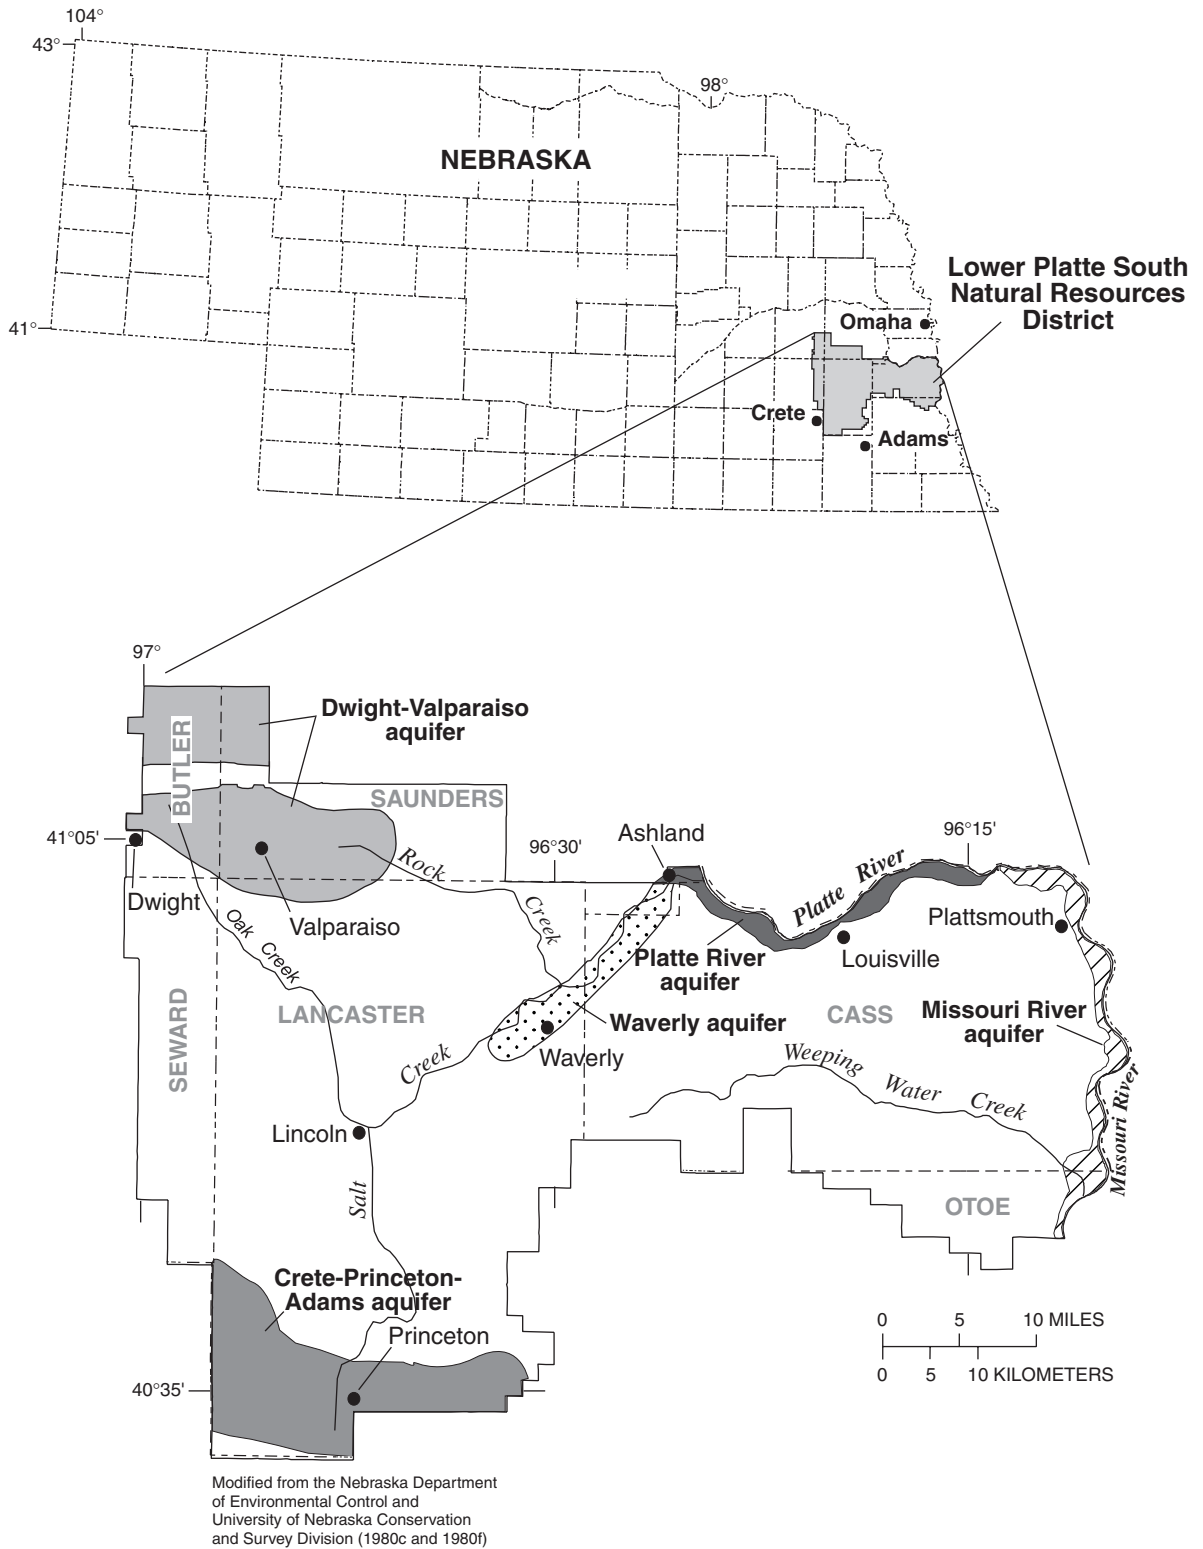 104°
43°
98°
NEBRASKA
Lower Platte South
Natural Resources
District
41°
Omaha
Crete
Adams
97°
Dwight-Valparaiso
aquifer
BUTLER
SAUNDERS
41°05'
96°30'
Ashland
96°15'
Rock
Creek
Platte River
Dwight
Valparaiso
Plattsmouth
Oak Creek
Platte River
aquifer
Louisville
SEWARD
LANCASTER
Waverly aquifer
CASS
Missouri River
aquifer
Waverly
Creek
Weeping
Water Creek
Missouri River
Lincoln
Salt
OTOE
Crete-Princeton-
Adams aquifer
Princeton
0 5 10 MILES
0 5 10 KILOMETERS
40°35'
Modified from the Nebraska Department
of Environmental Control and
University of Nebraska Conservation
and Survey Division (1980c and 1980f)